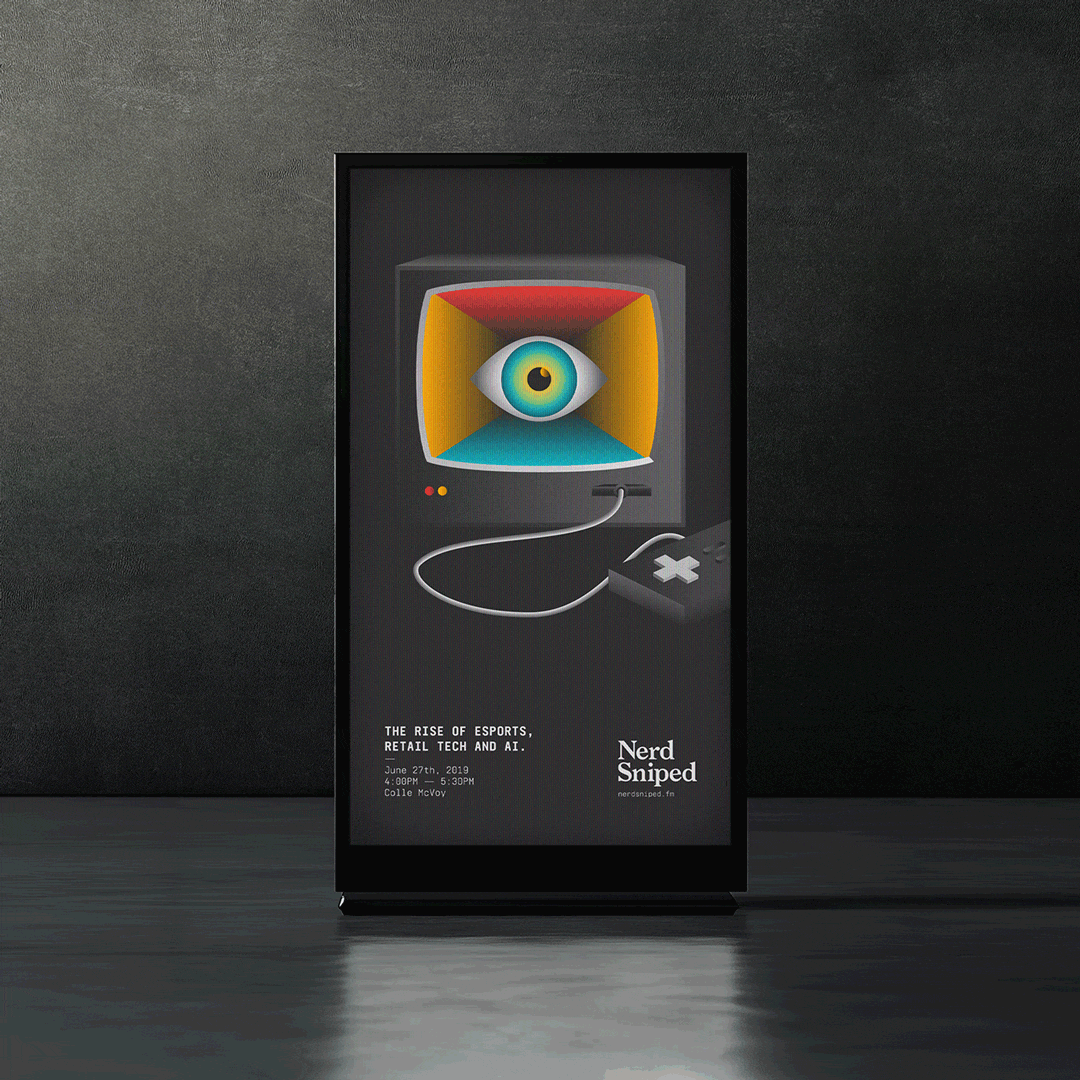 THE RISE OF ESPORTS,
RETAIL TECH AND AI.
June 27th, 2019
4:00PM — 5:30PM
Colle McVoy
Nerd
Sniped
nerdsniped.fm